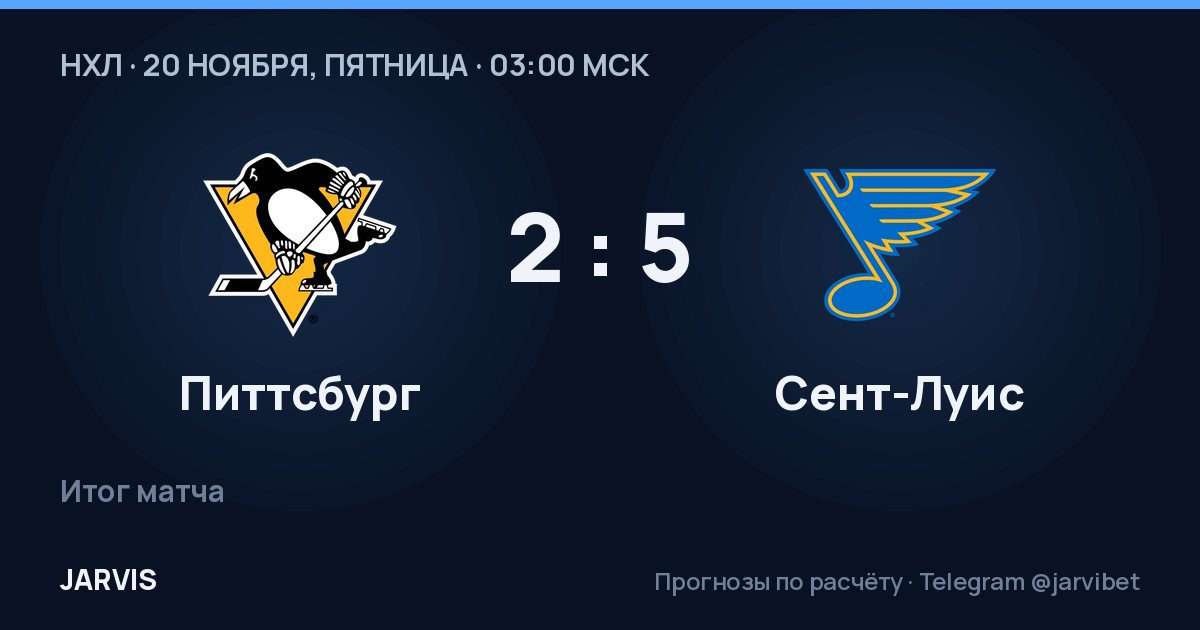 НХЛ · 20 НОЯБРЯ, ПЯТНИЦА · 03:00 МСК
2 : 5
Питтсбург
Сент-Луис
Итог матча
JARVIS
Прогнозы по расчёту · Telegram @jarvibet